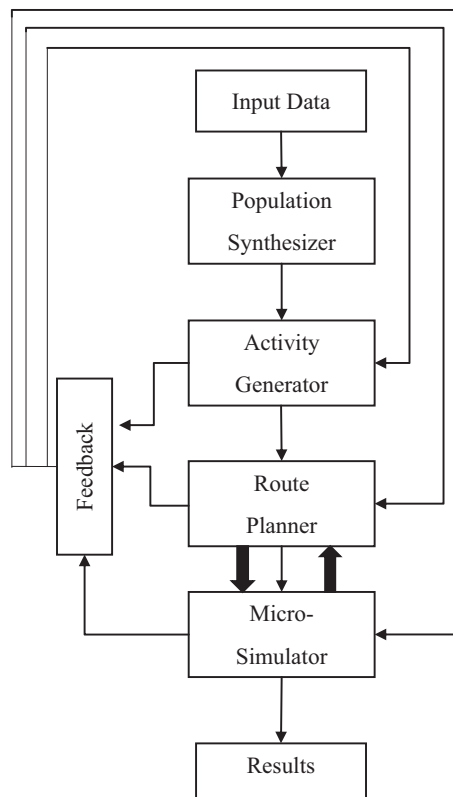 Input Data
Population
Synthesizer
Activity
Generator
Feedback
Route
Planner
Micro-
Simulator
Results